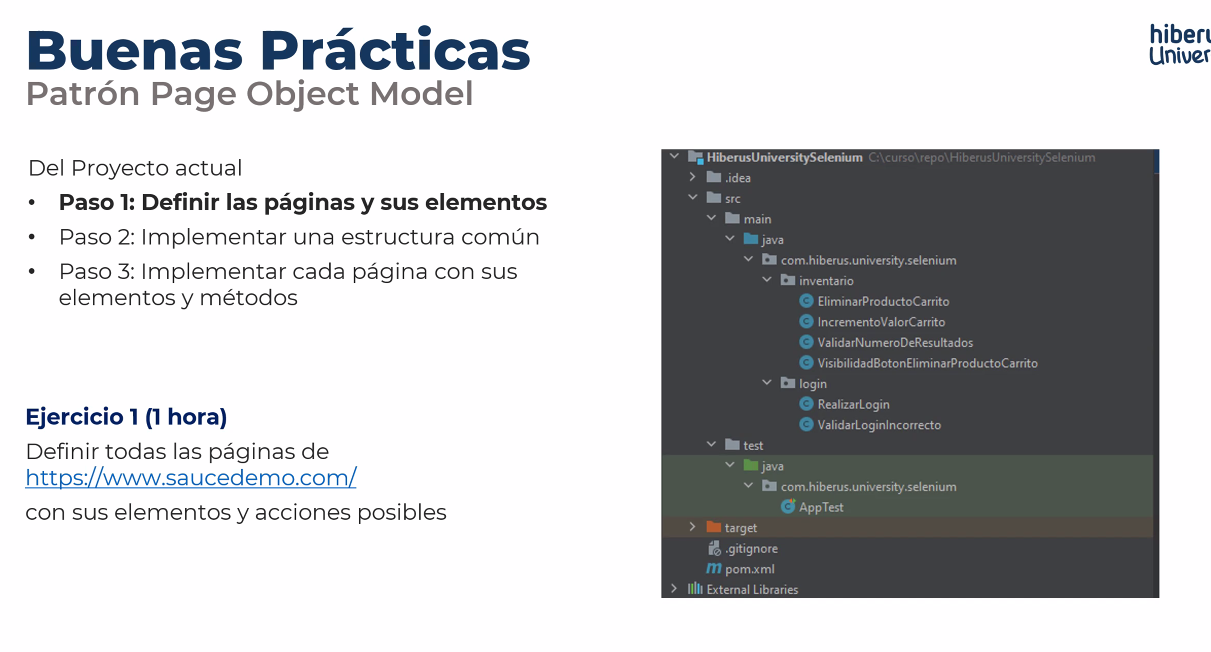 Buenas Prácticas
Patrón Page Object Model
hiberus
Univer
Del Proyecto actual
• Paso 1: Definir las páginas y sus elementos
• Paso 2: Implementar una estructura común
• Paso 3: Implementar cada página con sus
elementos y métodos
Ejercicio 1 (1 hora)
Definir todas las páginas de
https://www.saucedemo.com/
con sus elementos y acciones posibles
HiberusUniversitySelenium C:\curso\repo\HiberusUniversitySelenium
.idea
src
main
java
com.hiberus.university.selenium
inventario
EliminarProductoCarrito
IncrementoValorCarrito
ValidarNumeroDeResultados
VisibilidadBotonEliminarProductoCarrito
login
RealizarLogin
ValidarLoginIncorrecto
test
java
com.hiberus.university.selenium
AppTest
target
.gitignore
pom.xml
External Libraries